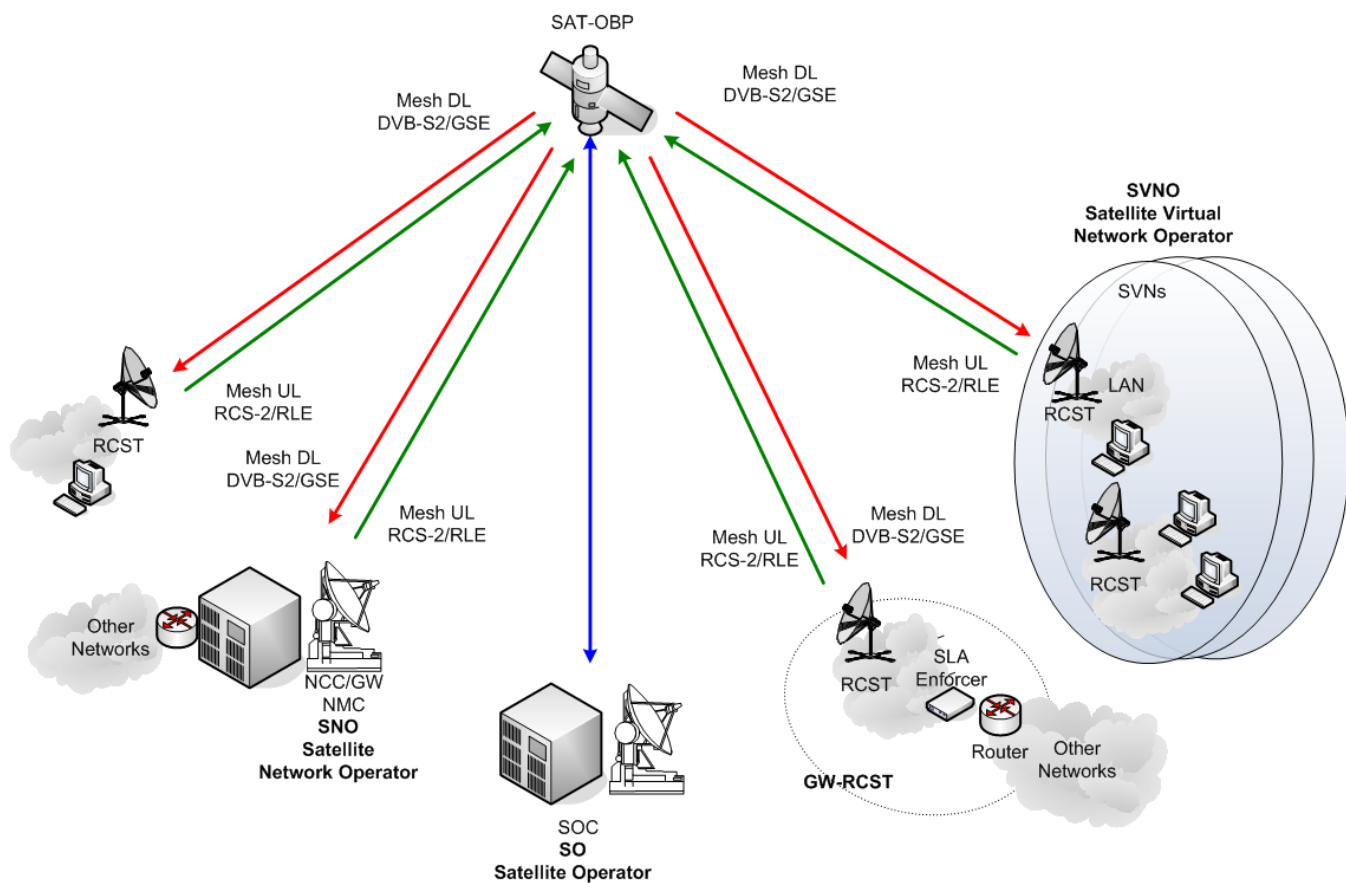 SAT-OBP
Mesh DL
DVB-S2/GSE
Mesh DL
DVB-S2/GSE
SVNO
Satellite Virtual
Network Operator
SVNs
Mesh UL
RCS-2/RLE
LAN
RCST
Mesh UL
RCS-2/RLE
RCST
Mesh DL
DVB-S2/GSE
Mesh UL
RCS-2/RLE
Mesh UL
RCS-2/RLE
Mesh DL
DVB-S2/GSE
RCST
Other
Networks
NCC/GW
NMC
SNO
Satellite
Network Operator
SLA
Enforcer
RCST
Router
Other
Networks
GW-RCST
SOC
SO
Satellite Operator